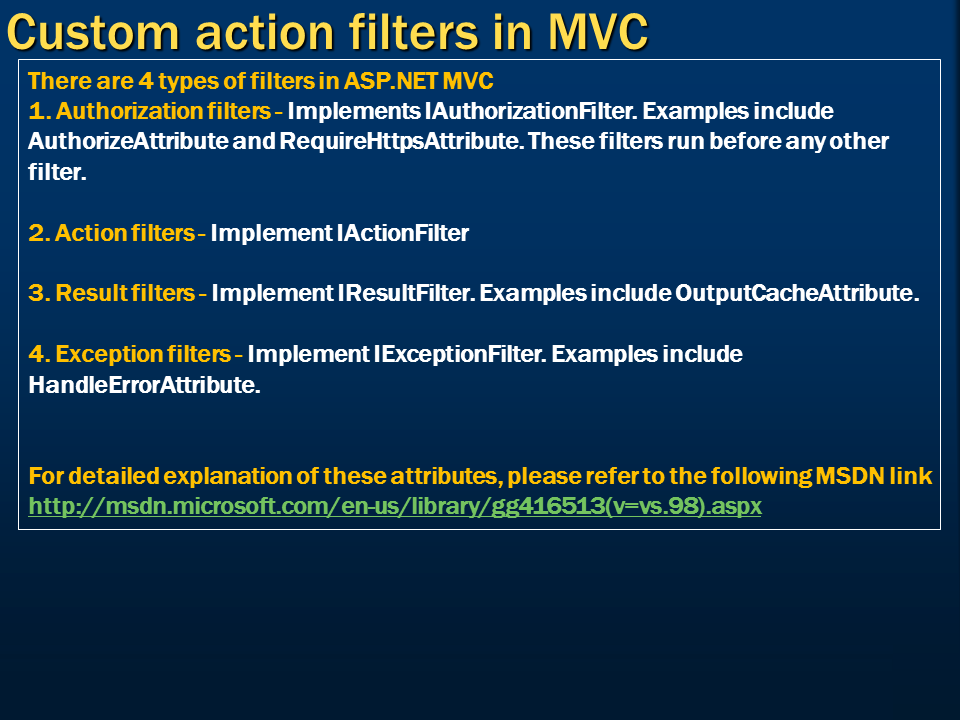 Custom action filters in MVC
There are 4 types of filters in ASP.NET MVC
1. Authorization filters - Implements IAuthorizationFilter. Examples include
AuthorizeAttribute and RequireHttpsAttribute. These filters run before any other
filter.
2. Action filters - Implement IActionFilter
3. Result filters - Implement IResultFilter. Examples include OutputCacheAttribute.
4. Exception filters - Implement IExceptionFilter. Examples include
HandleErrorAttribute.
For detailed explanation of these attributes, please refer to the following MSDN link
http://msdn.microsoft.com/en-us/library/gg416513(v=vs.98).aspx